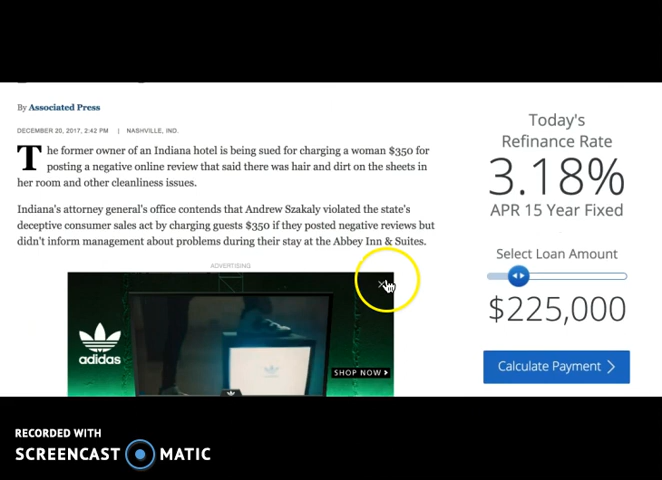 By Associated Press
DECEMBER 20, 2017, 2:42 PM | NASHVILLE, IND.
The former owner of an Indiana hotel is being sued for charging a woman $350 for
posting a negative online review that said there was hair and dirt on the sheets in
her room and other cleanliness issues.
Indiana's attorney general's office contends that Andrew Szakaly violated the state's
deceptive consumer sales act by charging guests $350 if they posted negative reviews but
didn't inform management about problems during their stay at the Abbey Inn & Suites.
ADVERTISING
adidas
SHOP NOW
Today's
Refinance Rate
3.18%
APR 15 Year Fixed
Select Loan Amount
$225,000
Calculate Payment
RECORDED WITH
SCREENCAST MATIC